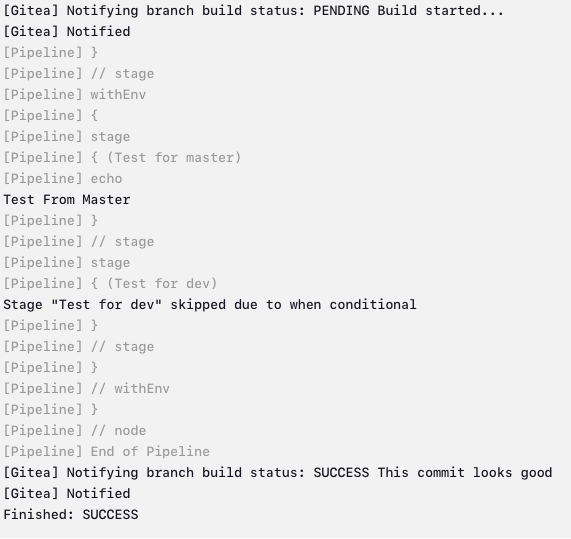 [Gitea] Notifying branch build status: PENDING Build started...
[Gitea] Notified
[Pipeline] }
[Pipeline] // stage
[Pipeline] withEnv
[Pipeline] {
[Pipeline] stage
[Pipeline] { (Test for master)
[Pipeline] echo
Test From Master
[Pipeline] }
[Pipeline] // stage
[Pipeline] stage
[Pipeline] { (Test for dev)
Stage "Test for dev" skipped due to when conditional
[Pipeline] }
[Pipeline] // stage
[Pipeline] }
[Pipeline] // withEnv
[Pipeline] }
[Pipeline] // node
[Pipeline] End of Pipeline
[Gitea] Notifying branch build status: SUCCESS This commit looks good
[Gitea] Notified
Finished: SUCCESS